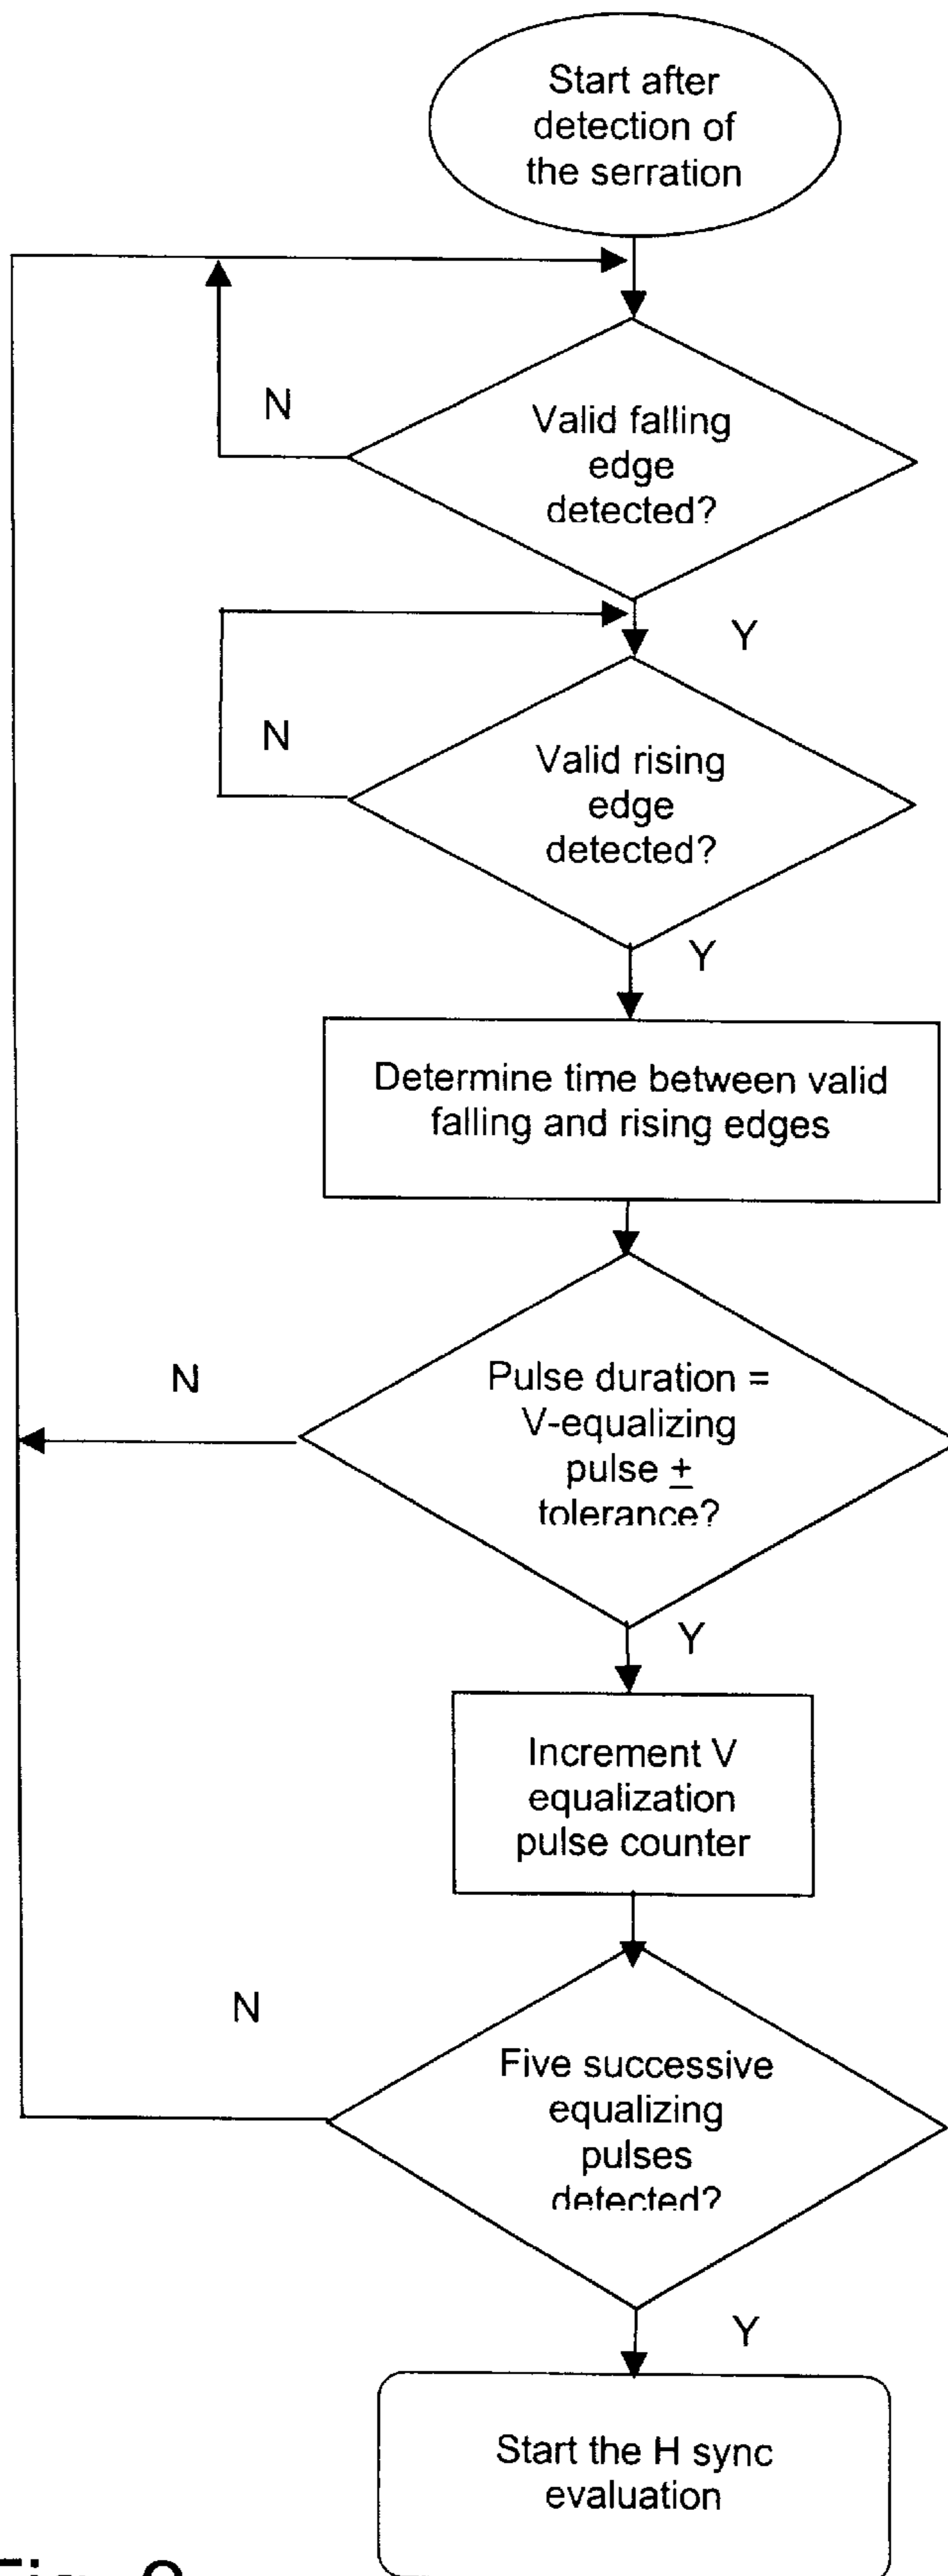 Start after
detection of
the serration
N
Valid falling
edge
detected?
Y
N
Valid rising
edge
detected?
Y
Determine time between valid
falling and rising edges
N
Pulse duration =
V-equalizing
pulse ±
tolerance?
Y
Increment V
equalization
pulse counter
N
Five successive
equalizing
pulses
detected?
Y
Start the H sync
evaluation